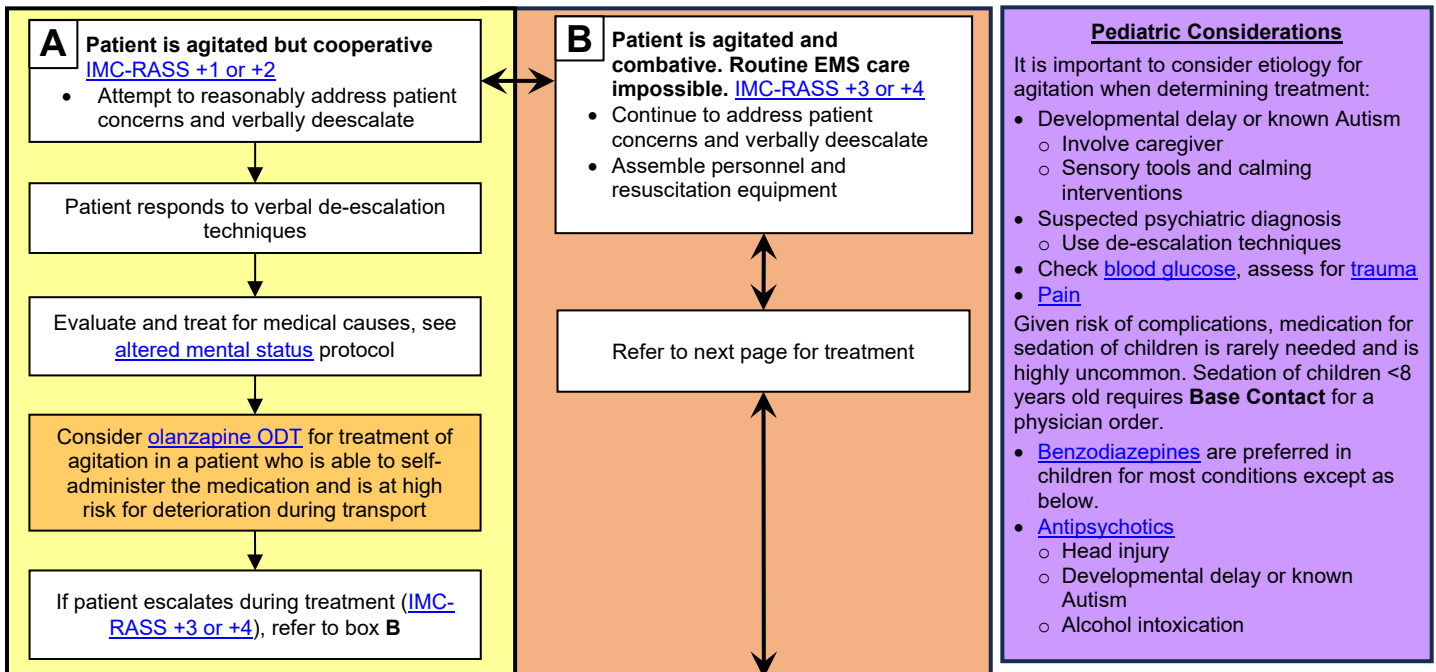 A
Patient is agitated but cooperative
IMC-RASS +1 or +2
• Attempt to reasonably address patient
concerns and verbally deescalate
Patient responds to verbal de-escalation
techniques
Evaluate and treat for medical causes, see
altered mental status protocol
Consider olanzapine ODT for treatment of
agitation in a patient who is able to self-
administer the medication and is at high
risk for deterioration during transport
If patient escalates during treatment (IMC-
RASS +3 or +4), refer to box B
B
Patient is agitated and
combative. Routine EMS care
impossible. IMC-RASS +3 or +4
• Continue to address patient
concerns and verbally deescalate
• Assemble personnel and
resuscitation equipment
Refer to next page for treatment
Pediatric Considerations
It is important to consider etiology for
agitation when determining treatment:
• Developmental delay or known Autism
o Involve caregiver
o Sensory tools and calming
interventions
• Suspected psychiatric diagnosis
o Use de-escalation techniques
• Check blood glucose, assess for trauma
• Pain
Given risk of complications, medication for
sedation of children is rarely needed and is
highly uncommon. Sedation of children <8
years old requires Base Contact for a
physician order.
• Benzodiazepines are preferred in
children for most conditions except as
below.
• Antipsychotics
o Head injury
o Developmental delay or known
Autism
o Alcohol intoxication